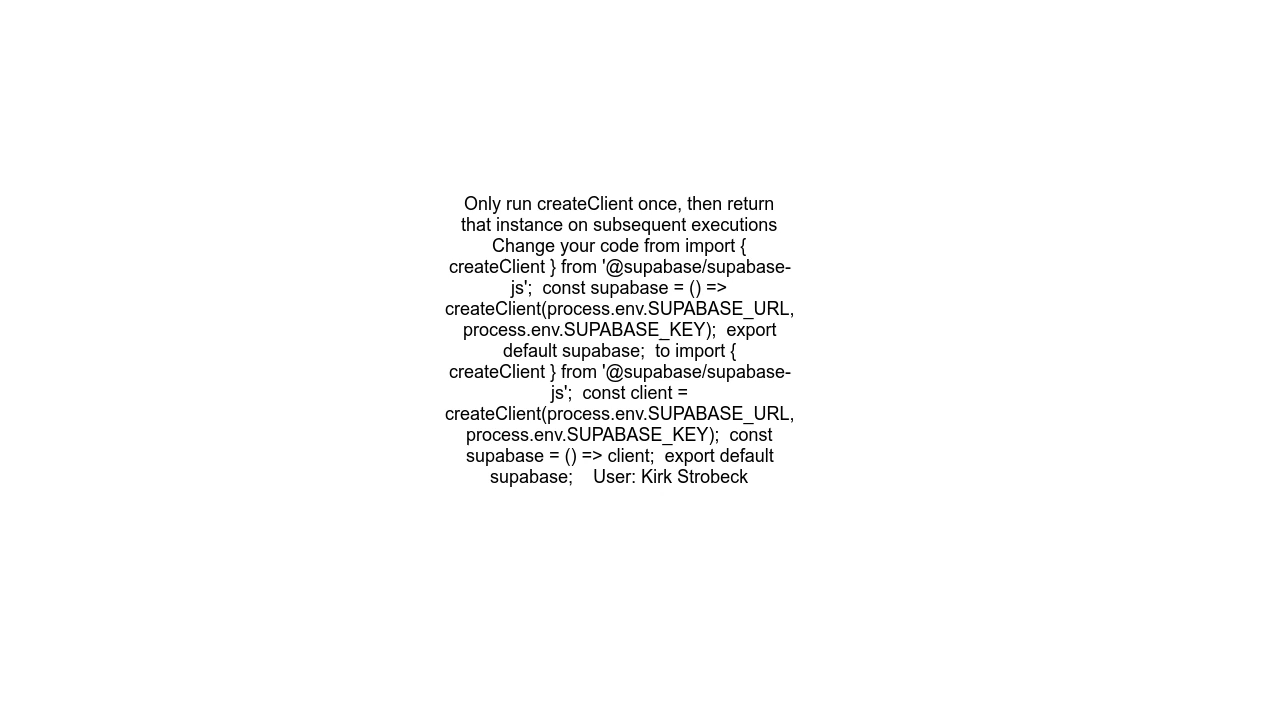 Only run createClient once, then return
that instance on subsequent executions
Change your code from import {
createClient } from '@supabase/supabase-
js';  const supabase = () =>
createClient(process.env.SUPABASE_URL,
process.env.SUPABASE_KEY);  export
default supabase;  to import {
createClient } from '@supabase/supabase-
js';  const client =
createClient(process.env.SUPABASE_URL,
process.env.SUPABASE_KEY);  const
supabase = () => client;  export default
supabase;    User: Kirk Strobeck